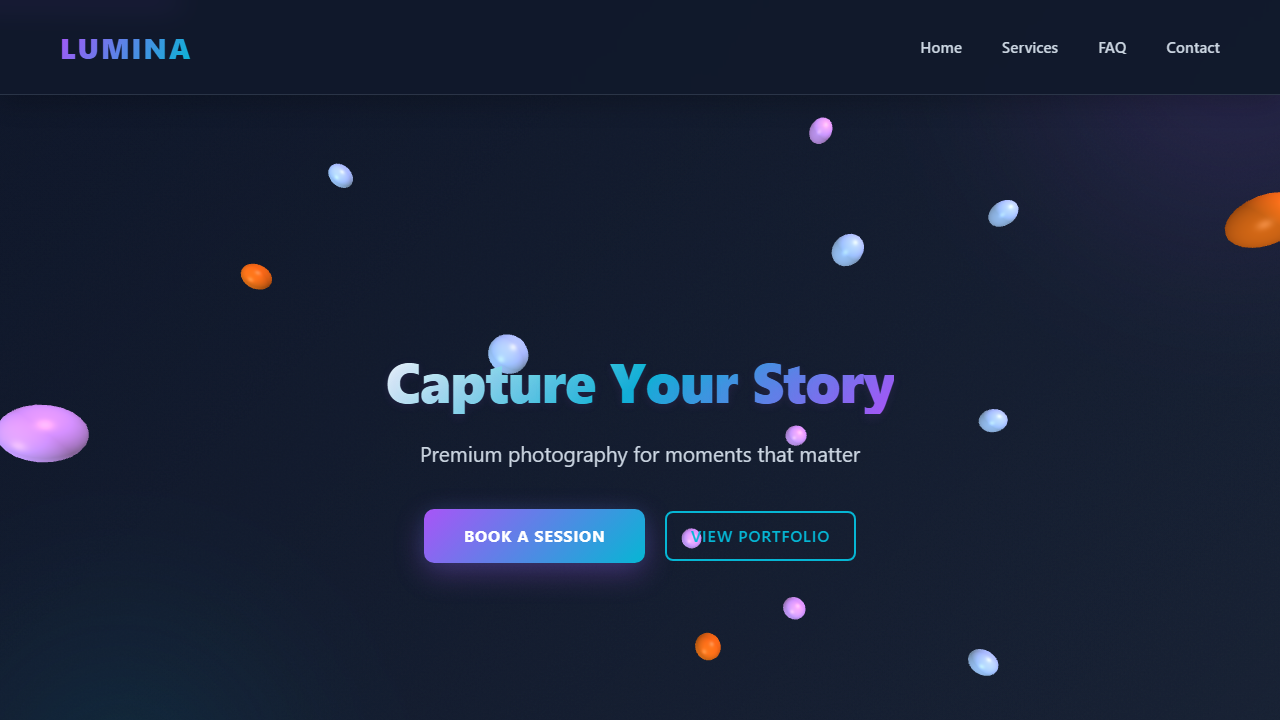 LUMINA
Home Services FAQ Contact
Capture Your Story
Premium photography for moments that matter
BOOK A SESSION
VIEW PORTFOLIO